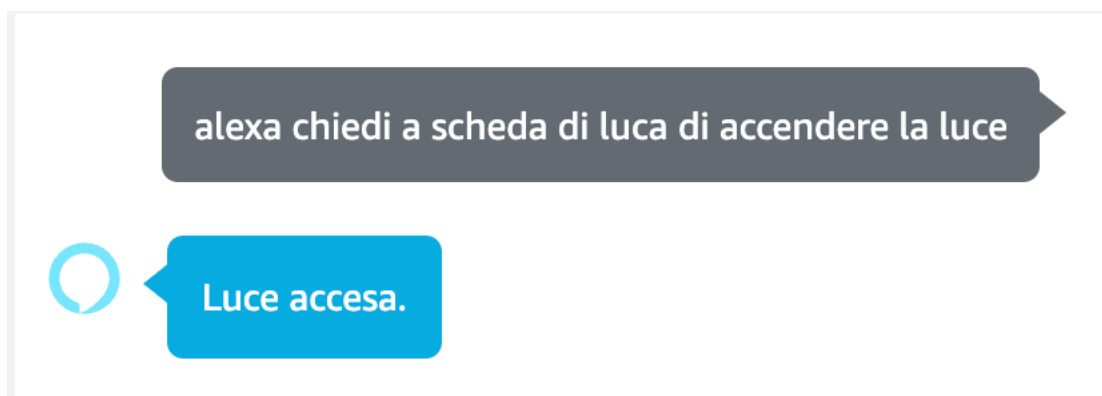 alexa chiedi a scheda di luca di accendere la luce
Luce accesa.